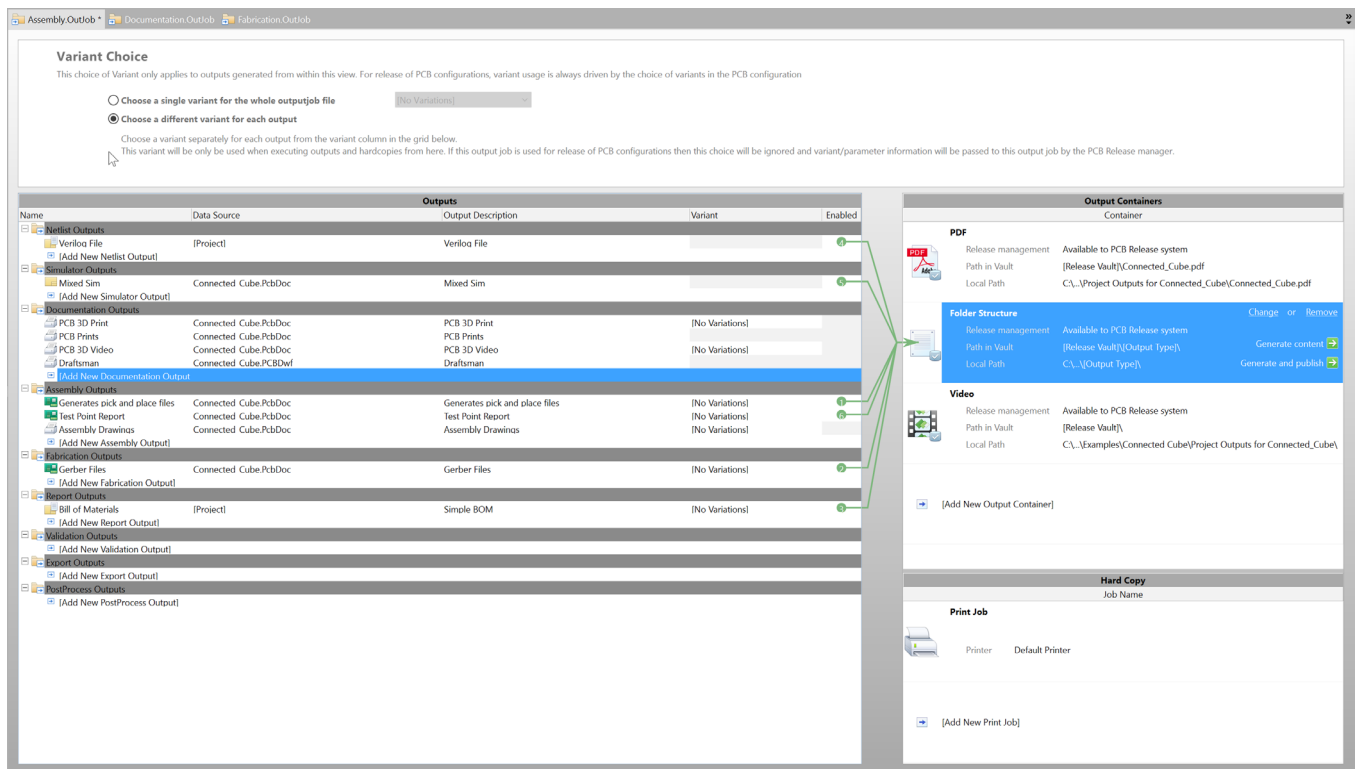 Assembly.OutJob * Documentation.OutJob Fabrication.OutJob
Variant Choice
This choice of Variant only applies to outputs generated from within this view. For release of PCB configurations, variant usage is always driven by the choice of variants in the PCB configuration
Choose a single variant for the whole outputjob file [No Variations]
Choose a different variant for each output
Choose a variant separately for each output from the variant column in the grid below.
This variant will be only be used when executing outputs and hardcopies from here. If this output job is used for release of PCB configurations then this choice will be ignored and variant/parameter information will be passed to this output job by the PCB Release manager.
Outputs
Name Data Source Output Description Variant Enabled
Netlist Outputs
Verilog File [Project] Verilog File 4
[Add New Netlist Output]
Simulator Outputs
Mixed Sim Connected Cube.PcbDoc Mixed Sim 5
[Add New Simulator Output]
Documentation Outputs
PCB 3D Print Connected Cube.PcbDoc PCB 3D Print [No Variations]
PCB Prints Connected Cube.PcbDoc PCB Prints
PCB 3D Video Connected Cube.PcbDoc PCB 3D Video [No Variations]
Draftsman Connected Cube.PCBDwf Draftsman
[Add New Documentation Output
Assembly Outputs
Generates pick and place files Connected Cube.PcbDoc Generates pick and place files [No Variations] 1
Test Point Report Connected Cube.PcbDoc Test Point Report [No Variations] 6
Assembly Drawings Connected Cube.PcbDoc Assembly Drawings [No Variations]
[Add New Assembly Output]
Fabrication Outputs
Gerber Files Connected Cube.PcbDoc Gerber Files [No Variations] 2
[Add New Fabrication Output]
Report Outputs
Bill of Materials [Project] Simple BOM [No Variations] 3
[Add New Report Output]
Validation Outputs
[Add New Validation Output]
Export Outputs
[Add New Export Output]
PostProcess Outputs
[Add New PostProcess Output]
Output Containers
Container
PDF
PDF
Adobe
Release management Available to PCB Release system
Path in Vault [Release Vault]\Connected_Cube.pdf
Local Path C:\...\Project Outputs for Connected_Cube\Connected_Cube.pdf
Folder Structure Change or Remove
Release management Available to PCB Release system
Path in Vault [Release Vault]\[Output Type]\ Generate content
Local Path C:\...\[Output Type]\ Generate and publish
Video
Release management Available to PCB Release system
Path in Vault [Release Vault]\
Local Path C:\...\Examples\Connected Cube\Project Outputs for Connected_Cube\
[Add New Output Container]
Hard Copy
Job Name
Print Job
Printer Default Printer
[Add New Print Job]